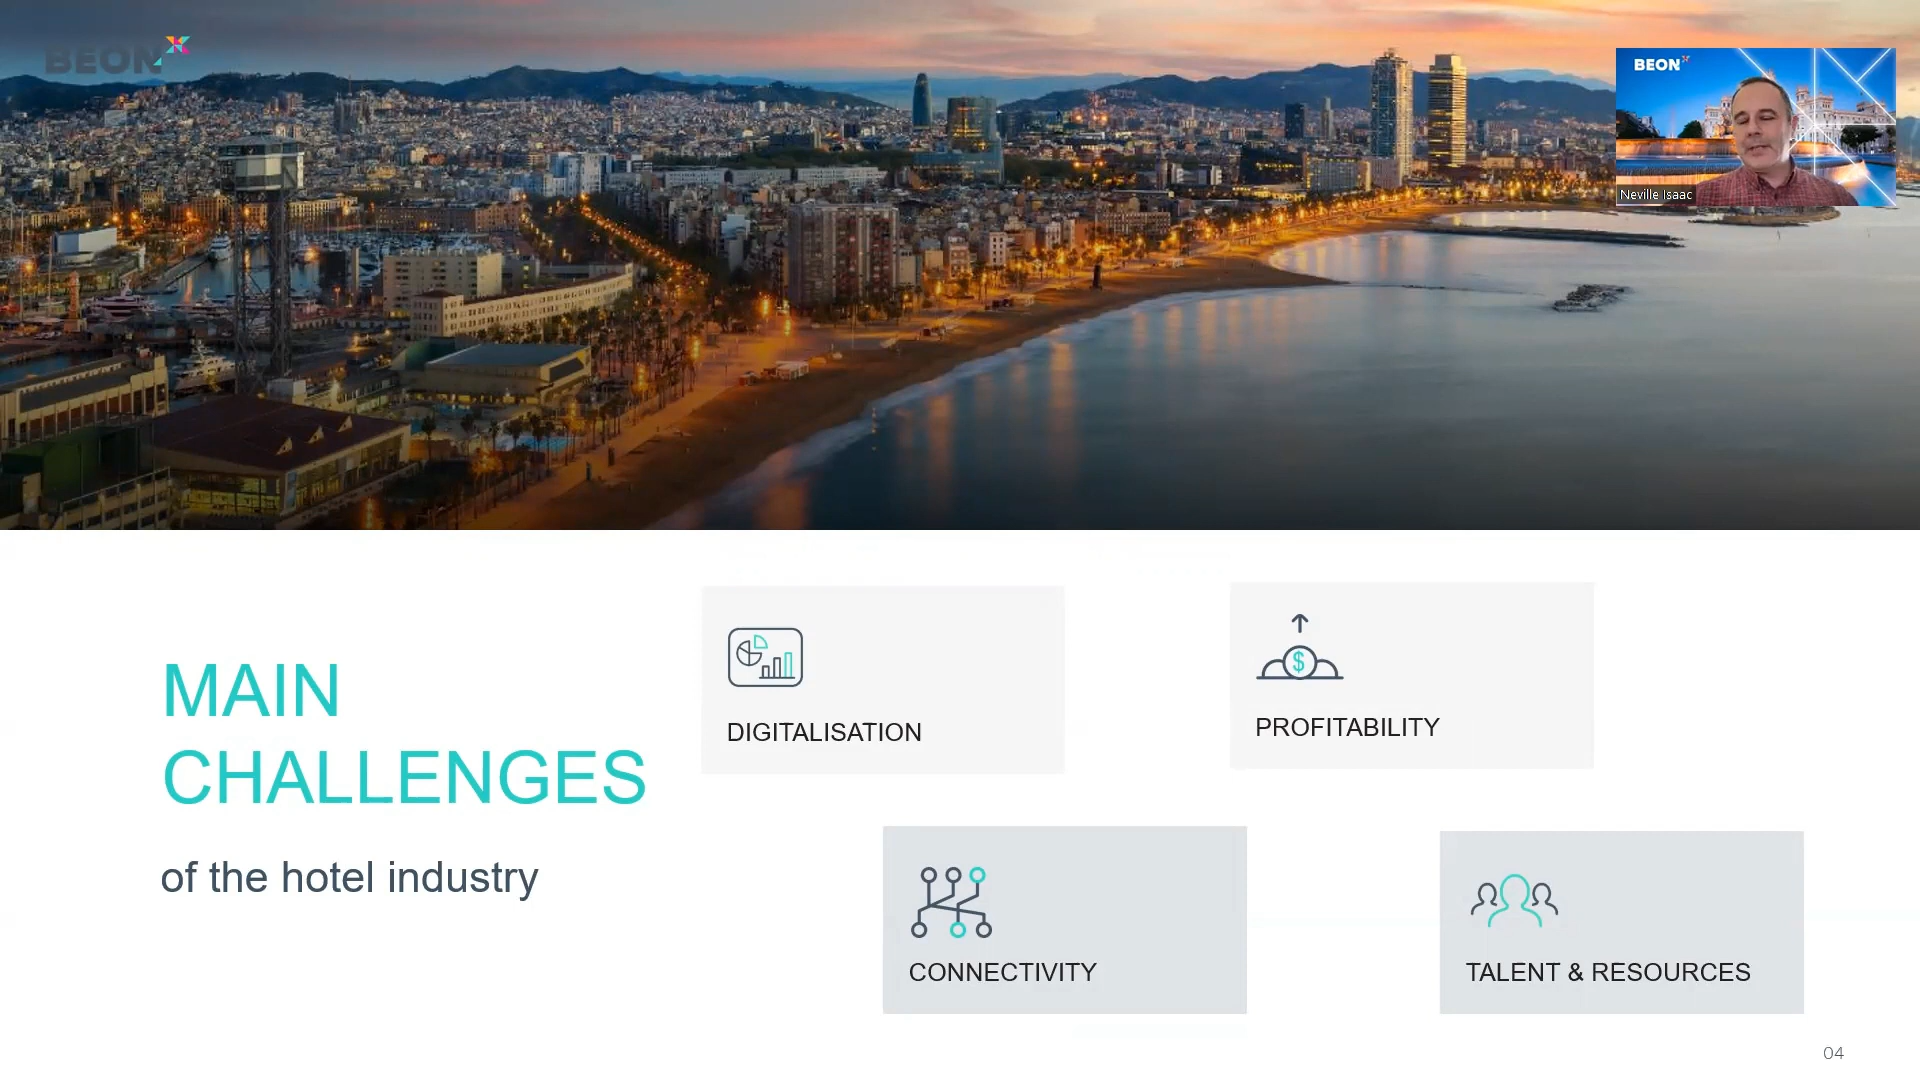 BEON
BEON
Neville Isaac
MAIN
CHALLENGES
of the hotel industry
DIGITALISATION
$
PROFITABILITY
CONNECTIVITY
TALENT & RESOURCES
04